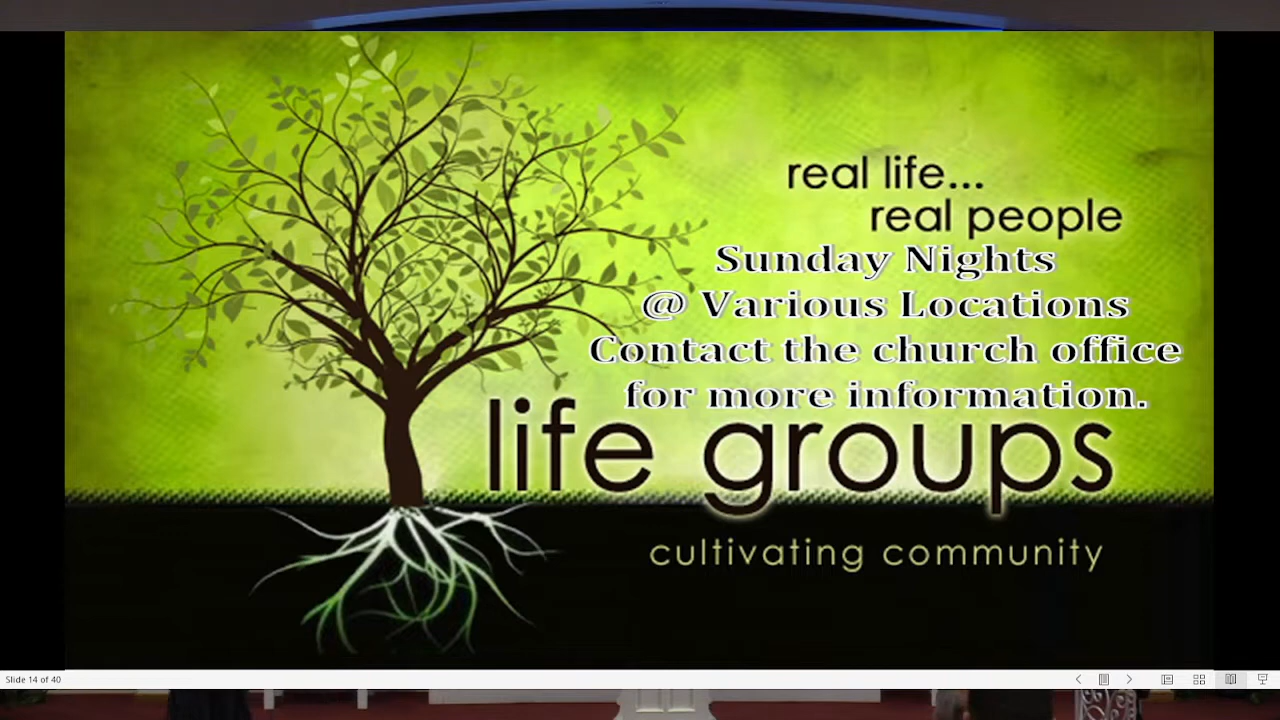 real life...
real people
Sunday Nights
@ Various Locations
Contact the church office
for more information.
life groups
cultivating community
Slide 14 of 40